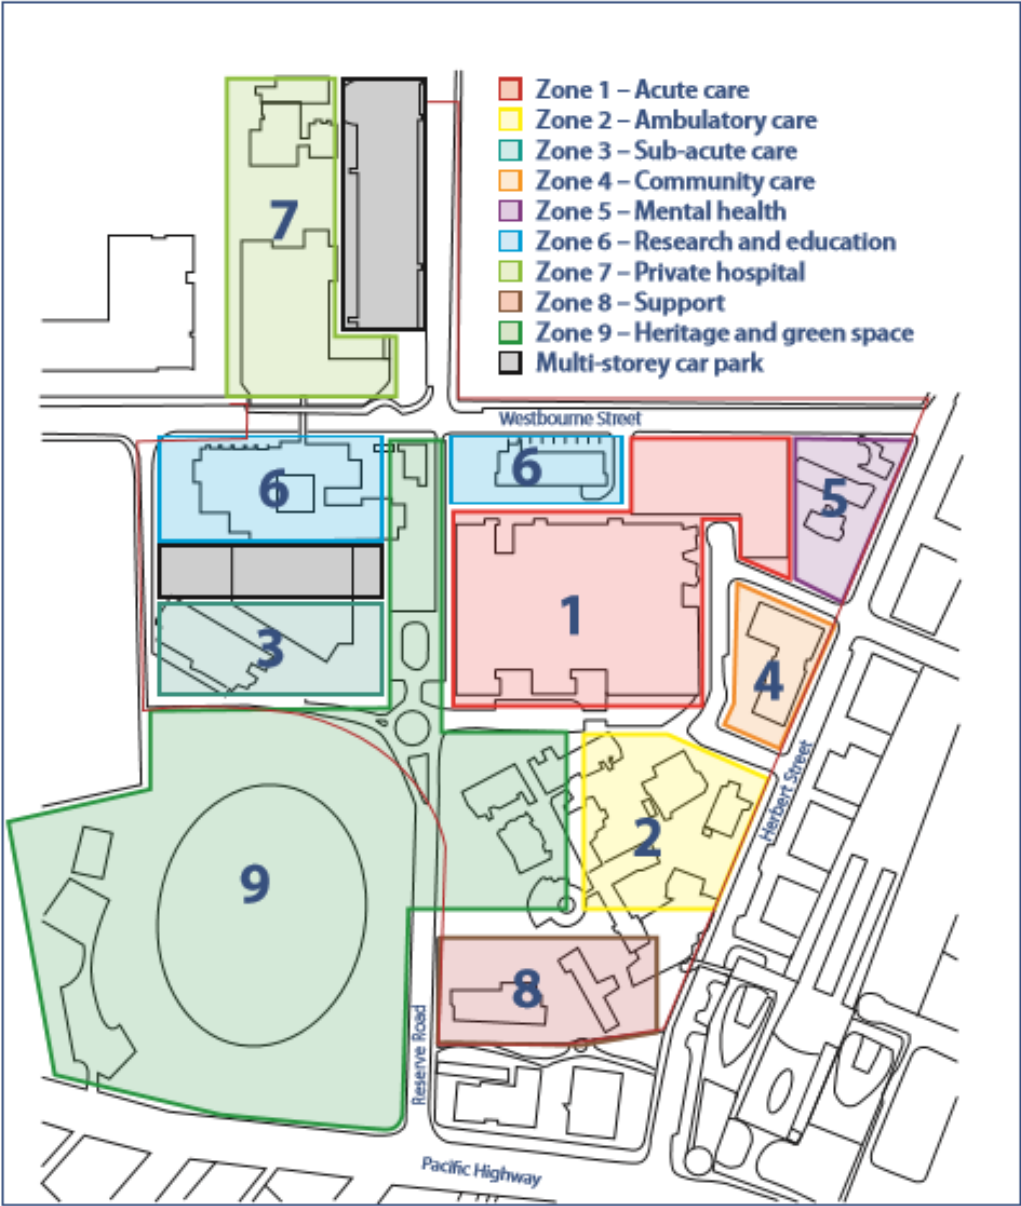 Zone 1 – Acute care
Zone 2 – Ambulatory care
Zone 3 – Sub-acute care
Zone 4 – Community care
Zone 5 – Mental health
Zone 6 – Research and education
Zone 7 – Private hospital
Zone 8 – Support
Zone 9 – Heritage and green space
Multi-storey car park
7
Westbourne Street
6
6
5
1
3
4
Herbert Street
2
9
8
Reserve Road
Pacific Highway